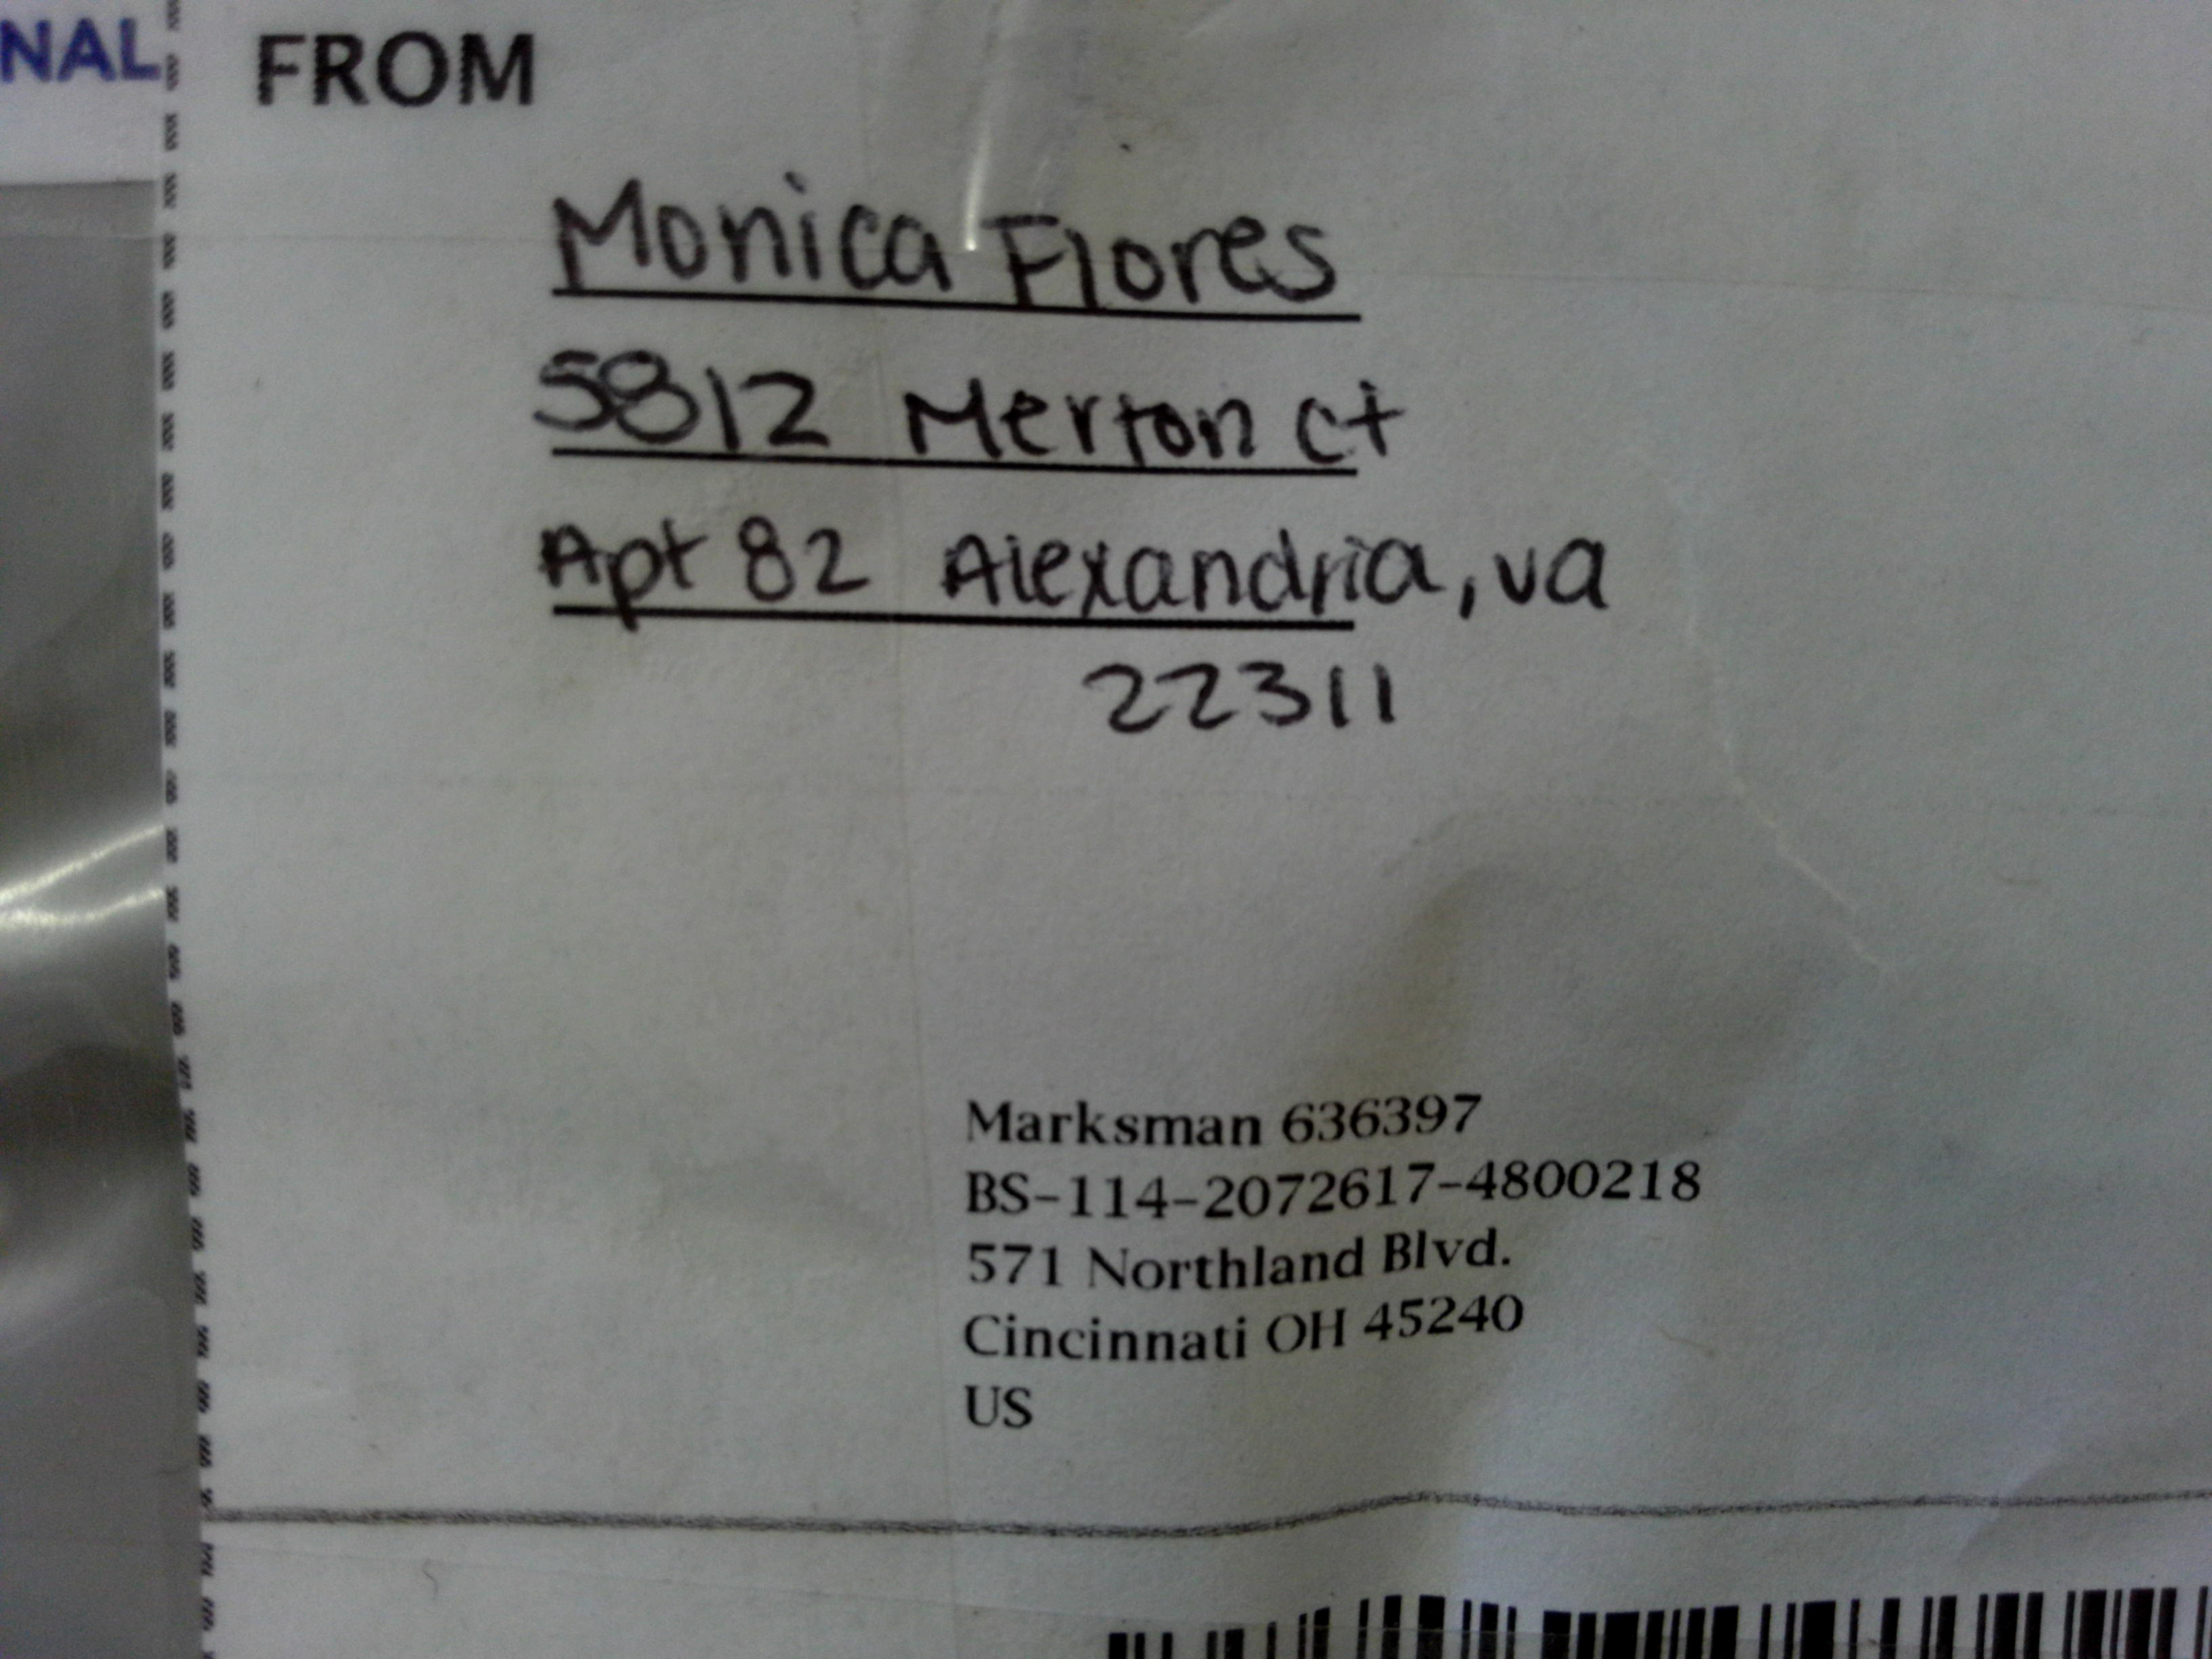 NAL
FROM
Monica Flores
5812 Merton ct
Apt 82 Alexandria, va
22311
Marksman 636397
BS-114-2072617-4800218
571 Northland Blvd.
Cincinnati OH 45240
US